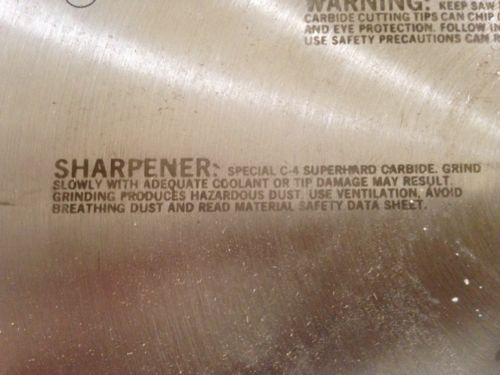 WARNING: KEEP SAW
CARBIDE CUTTING TIPS CAN CHIP
AND EYE PROTECTION. FOLLOW
USE SAFETY PRECAUTIONS CAN
SHARPENER: SPECIAL C-4 SUPERHARD CARBIDE. GRIND
SLOWLY WITH ADEQUATE COOLANT OR TIP DAMAGE MAY RESULT.
GRINDING PRODUCES HAZARDOUS DUST. USE VENTILATION, AVOID
BREATHING DUST AND READ MATERIAL SAFETY DATA SHEET.